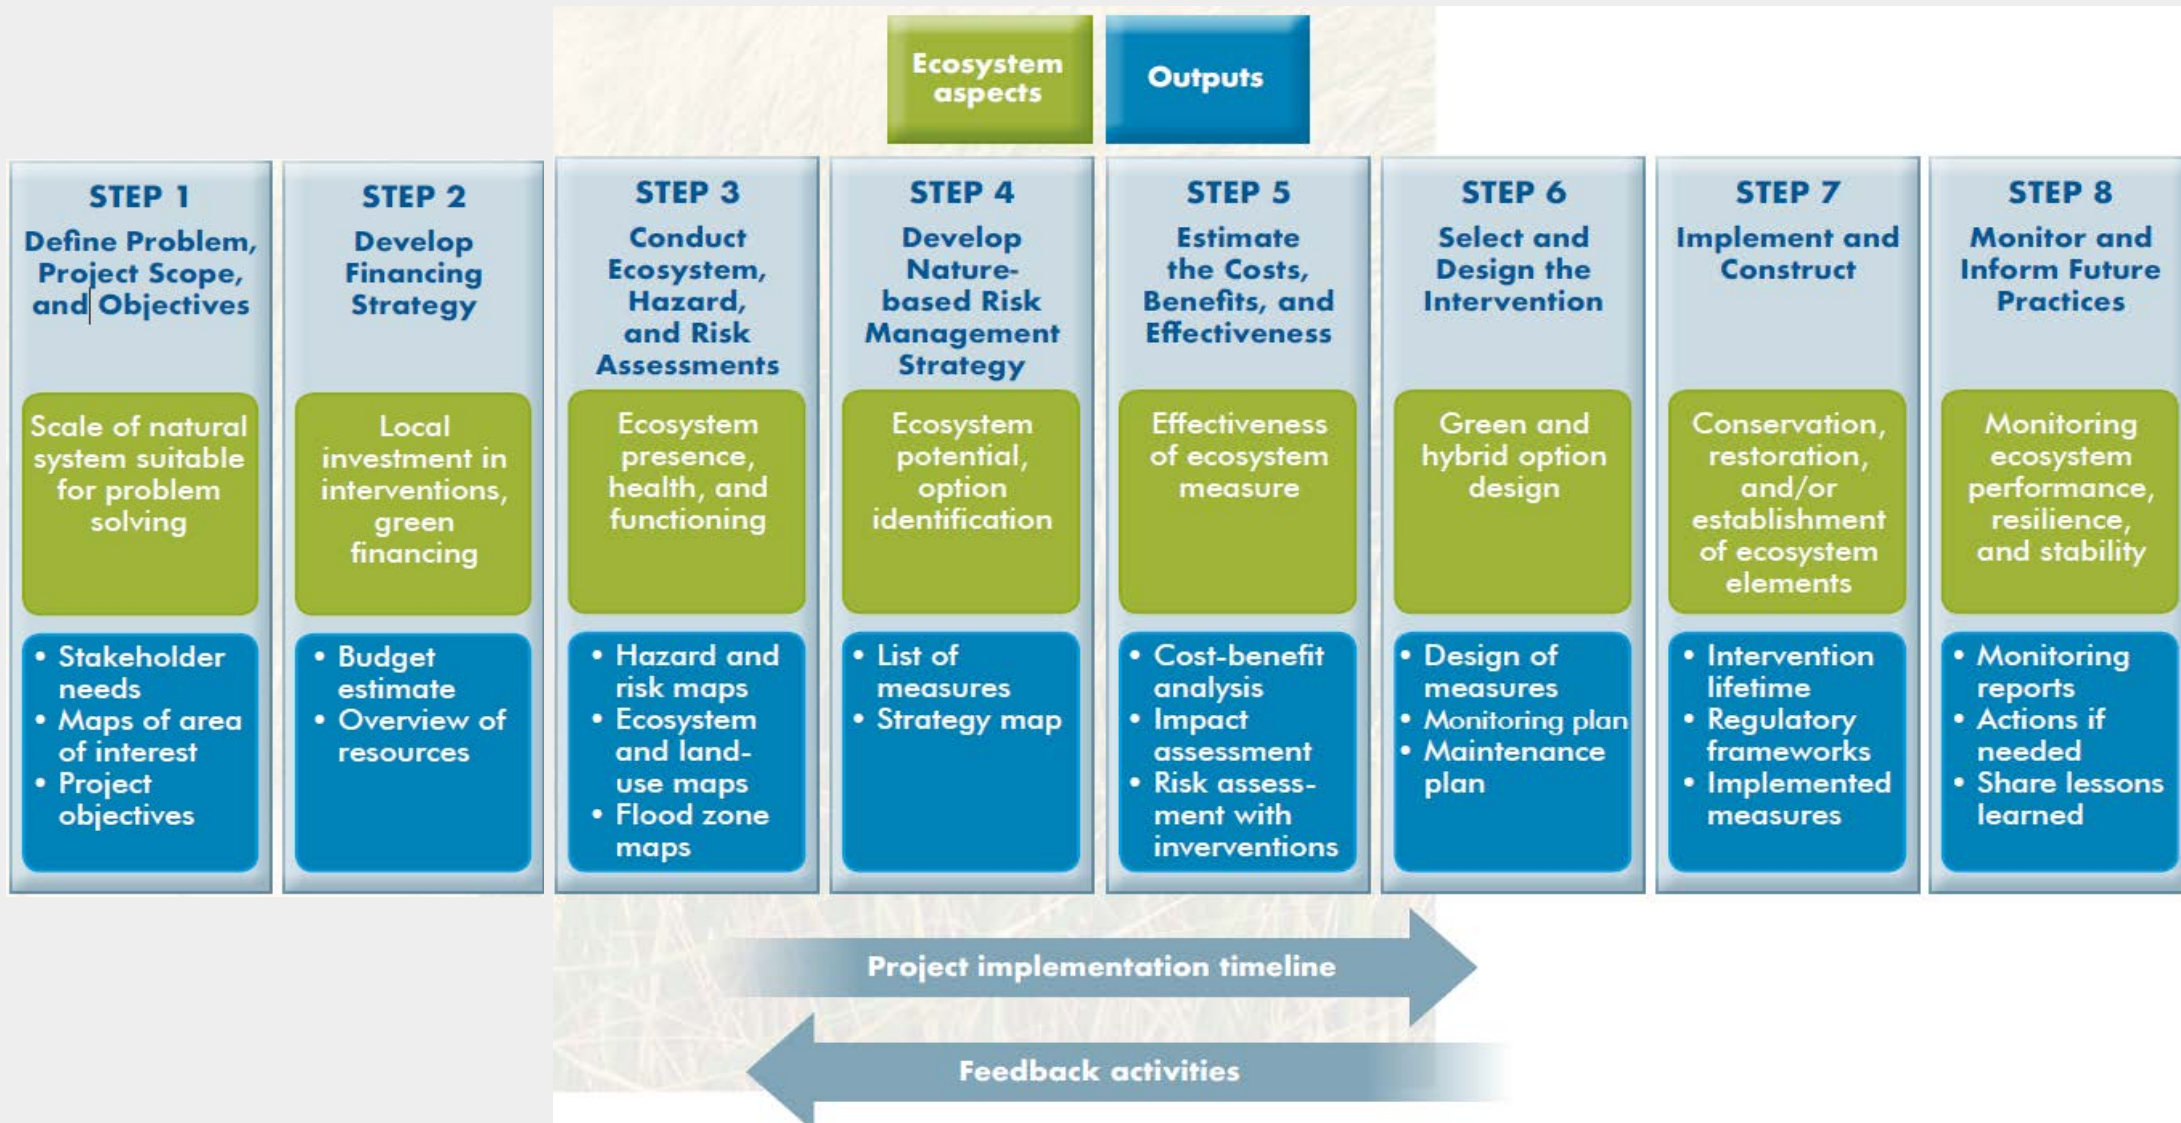 Ecosystem
aspects
Outputs
STEP 1
Define Problem,
Project Scope,
and Objectives
Scale of natural
system suitable
for problem
solving
• Stakeholder
needs
• Maps of area
of interest
• Project
objectives
STEP 2
Develop
Financing
Strategy
Local
investment in
interventions,
green
financing
• Budget
estimate
• Overview of
resources
STEP 3
Conduct
Ecosystem,
Hazard,
and Risk
Assessments
Ecosystem
presence,
health, and
functioning
• Hazard and
risk maps
• Ecosystem
and land-
use maps
• Flood zone
maps
STEP 4
Develop
Nature-
based Risk
Management
Strategy
Ecosystem
potential,
option
identification
• List of
measures
• Strategy map
STEP 5
Estimate
the Costs,
Benefits, and
Effectiveness
Effectiveness
of ecosystem
measure
• Cost-benefit
analysis
• Impact
assessment
• Risk assess-
ment with
inverventions
STEP 6
Select and
Design the
Intervention
Green and
hybrid option
design
• Design of
measures
• Monitoring plan
• Maintenance
plan
STEP 7
Implement and
Construct
Conservation,
restoration,
and/or
establishment
of ecosystem
elements
• Intervention
lifetime
• Regulatory
frameworks
• Implemented
measures
STEP 8
Monitor and
Inform Future
Practices
Monitoring
ecosystem
performance,
resilience,
and stability
• Monitoring
reports
• Actions if
needed
• Share lessons
learned
Project implementation timeline
Feedback activities